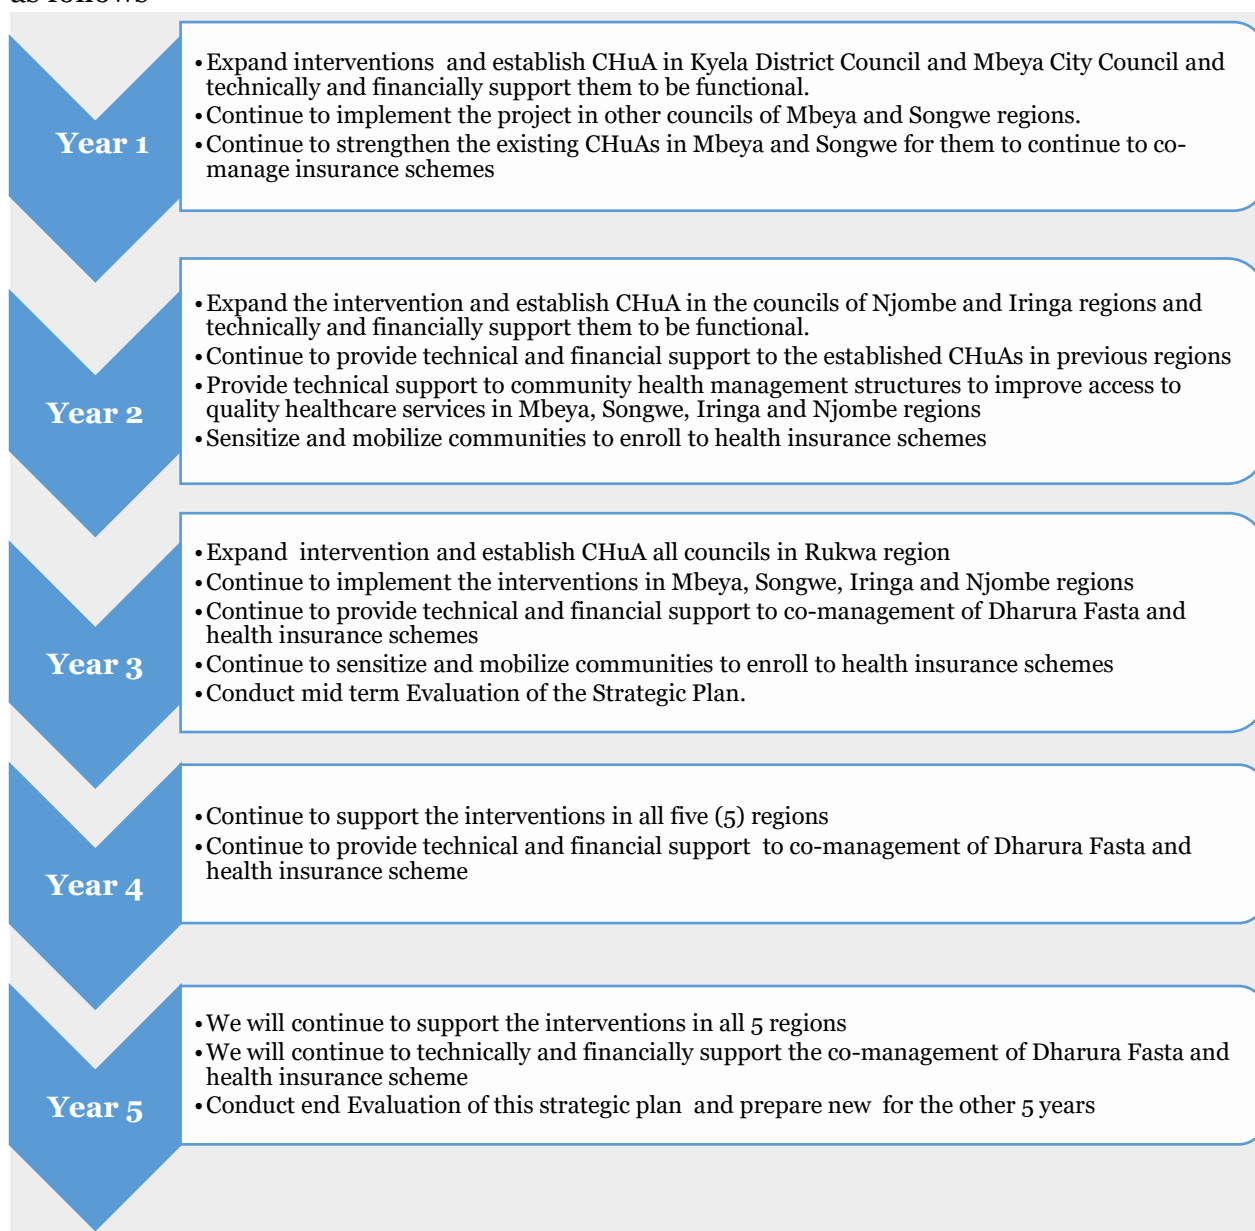 as follows
Year 1
•Expand interventions and establish CHuA in Kyela District Council and Mbeya City Council and
technically and financially support them to be functional.
•Continue to implement the project in other councils of Mbeya and Songwe regions.
•Continue to strengthen the existing CHuAs in Mbeya and Songwe for them to continue to co-
manage insurance schemes
Year 2
•Expand the intervention and establish CHuA in the councils of Njombe and Iringa regions and
technically and financially support them to be functional.
•Continue to provide technical and financial support to the established CHuAs in previous regions
•Provide technical support to community health management structures to improve access to
quality healthcare services in Mbeya, Songwe, Iringa and Njombe regions
•Sensitize and mobilize communities to enroll to health insurance schemes
Year 3
•Expand intervention and establish CHuA all councils in Rukwa region
•Continue to implement the interventions in Mbeya, Songwe, Iringa and Njombe regions
•Continue to provide technical and financial support to co-management of Dharura Fasta and
health insurance schemes
•Continue to sensitize and mobilize communities to enroll to health insurance schemes
•Conduct mid term Evaluation of the Strategic Plan.
Year 4
•Continue to support the interventions in all five (5) regions
•Continue to provide technical and financial support to co-management of Dharura Fasta and
health insurance scheme
Year 5
•We will continue to support the interventions in all 5 regions
•We will continue to technically and financially support the co-management of Dharura Fasta and
health insurance scheme
•Conduct end Evaluation of this strategic plan and prepare new for the other 5 years